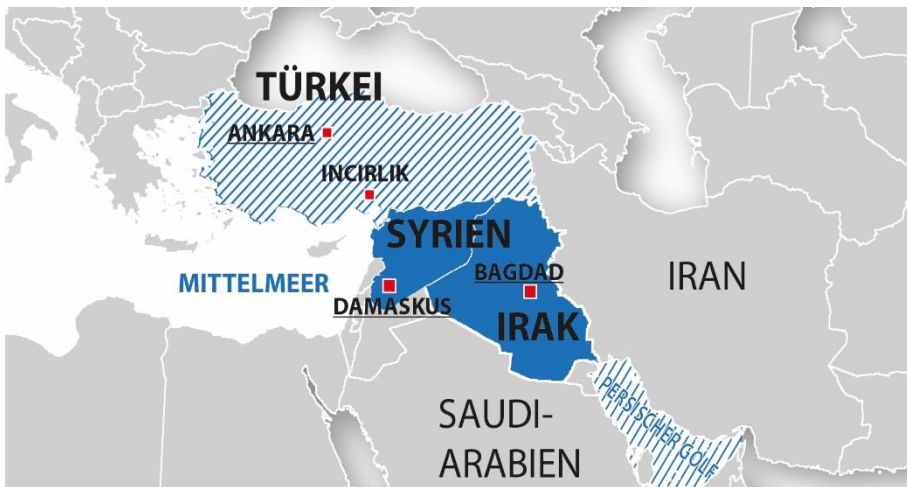 TÜRKEI
ANKARA
INCIRLIK
SYRIEN
MITTELMEER
BAGDAD
IRAN
DAMASKUS
IRAK
PERSISCHER GOLF
SAUDI-
ARABIEN